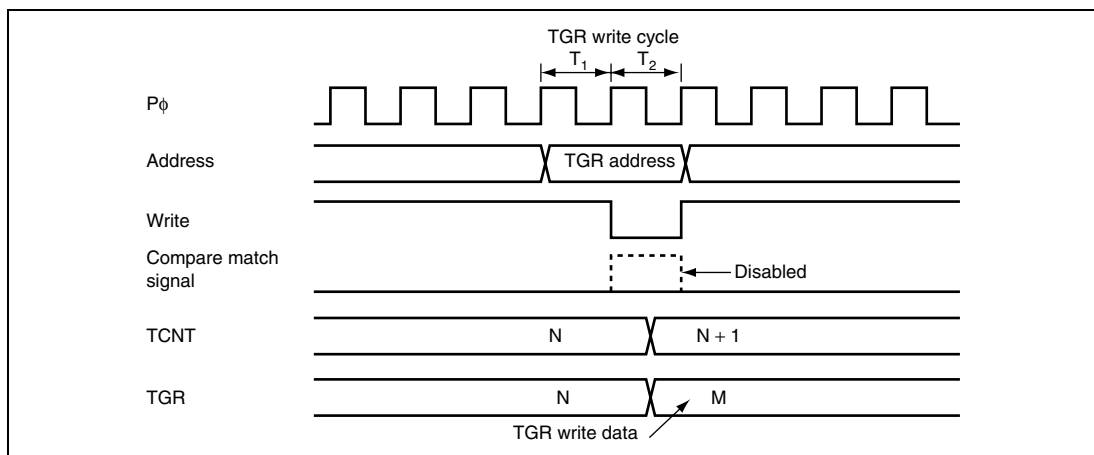 TGR write cycle
T1 T2
Pϕ
Address TGR address
Write
Compare match
signal
Disabled
TCNT N N + 1
TGR N M
TGR write data